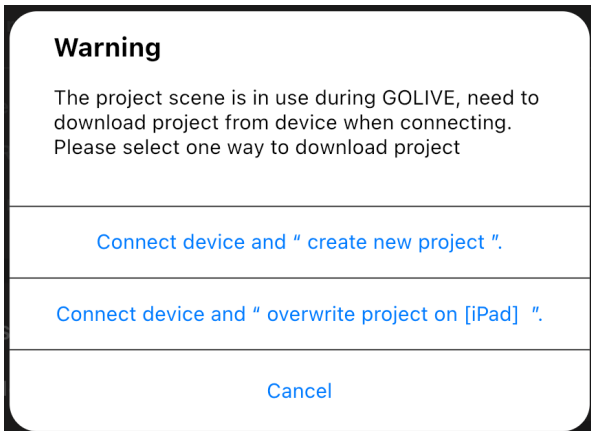 Warning
The project scene is in use during GOLIVE, need to
download project from device when connecting.
Please select one way to download project
Connect device and “ create new project ”.
Connect device and “ overwrite project on [iPad]  ”.
Cancel